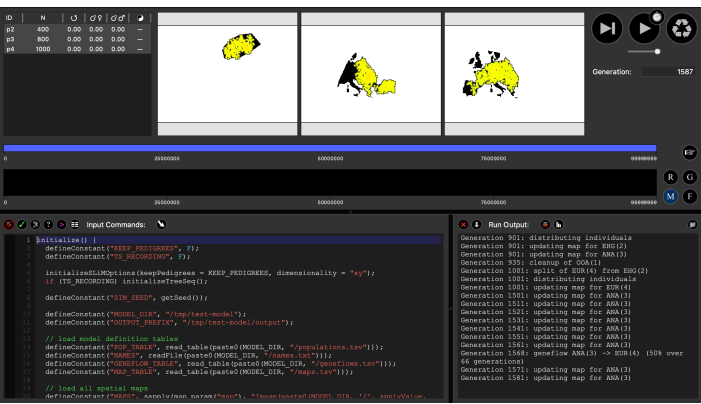 ID N
p2 400 0.00 0.00 0.00 —
p3 800 0.00 0.00 0.00 —
p4 1000 0.00 0.00 0.00 —
Generation: 1587
0 25000000 50000000 75000000 99999999
0 25000000 50000000 75000000 99999999
R G
M F
Input Commands:
1 initialize() {
2 defineConstant("KEEP_PEDIGREES", F);
3 defineConstant("TS_RECORDING", F);
4
5 initializeSLiMOptions(keepPedigrees = KEEP_PEDIGREES, dimensionality = "xy");
6 if (TS_RECORDING) initializeTreeSeq();
7
8 defineConstant("SIM_SEED", getSeed());
9
10 defineConstant("MODEL_DIR", "/tmp/test-model");
11 defineConstant("OUTPUT_PREFIX", "/tmp/test-model/output");
12
13 // load model definition tables
14 defineConstant("POP_TABLE", read_table(paste0(MODEL_DIR, "/populations.tsv")));
15 defineConstant("NAMES", readFile(paste0(MODEL_DIR, "/names.txt")));
16 defineConstant("GENEFLOW_TABLE", read_table(paste0(MODEL_DIR, "/geneflows.tsv")));
17 defineConstant("MAP_TABLE", read_table(paste0(MODEL_DIR, "/maps.tsv")));
18
19 // load all spatial maps
20 defineConstant("MAPS", sapply(map_param("map"), "Image(paste0(MODEL_DIR, '/', applyValue,
Run Output:
Generation 901: distributing individuals
Generation 901: updating map for EHG(2)
Generation 901: updating map for ANA(3)
Generation 935: cleanup of OOA(1)
Generation 1001: split of EUR(4) from EHG(2)
Generation 1001: distributing individuals
Generation 1001: updating map for EUR(4)
Generation 1501: updating map for ANA(3)
Generation 1511: updating map for ANA(3)
Generation 1521: updating map for ANA(3)
Generation 1531: updating map for ANA(3)
Generation 1541: updating map for ANA(3)
Generation 1551: updating map for ANA(3)
Generation 1561: updating map for ANA(3)
Generation 1568: geneflow ANA(3) -> EUR(4) (50% over
66 generations)
Generation 1571: updating map for ANA(3)
Generation 1581: updating map for ANA(3)